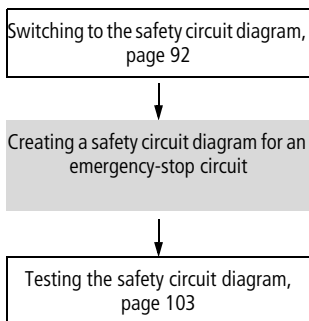 Switching to the safety circuit diagram,
page 92
Creating a safety circuit diagram for an
emergency-stop circuit
Testing the safety circuit diagram,
page 103